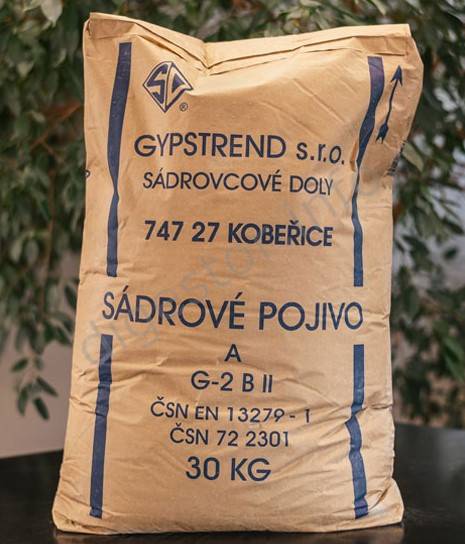 SG
®
GYPSTREND s.r.o.
SÁDROVCOVÉ DOLY
747 27 KOBEŘICE
SÁDROVÉ POJIVO
A
G-2 B II
ČSN EN 13279-1
ČSN 72 2301
30 KG